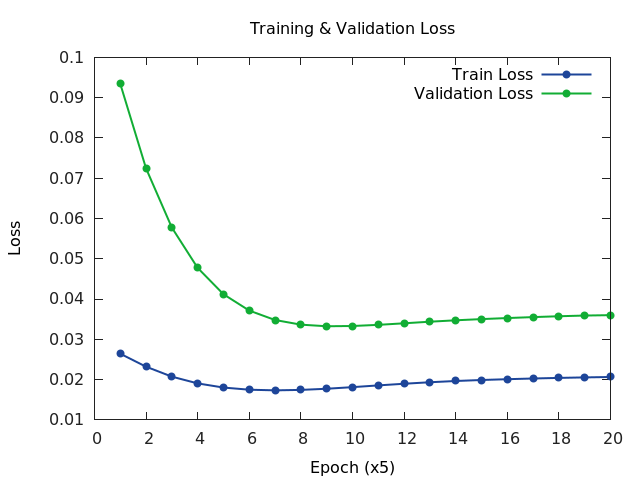 Training & Validation Loss
Train Loss
Validation Loss
0.1
0.09
0.08
0.07
0.06
0.05
0.04
0.03
0.02
0.01
Loss
0 2 4 6 8 10 12 14 16 18 20
Epoch (x5)